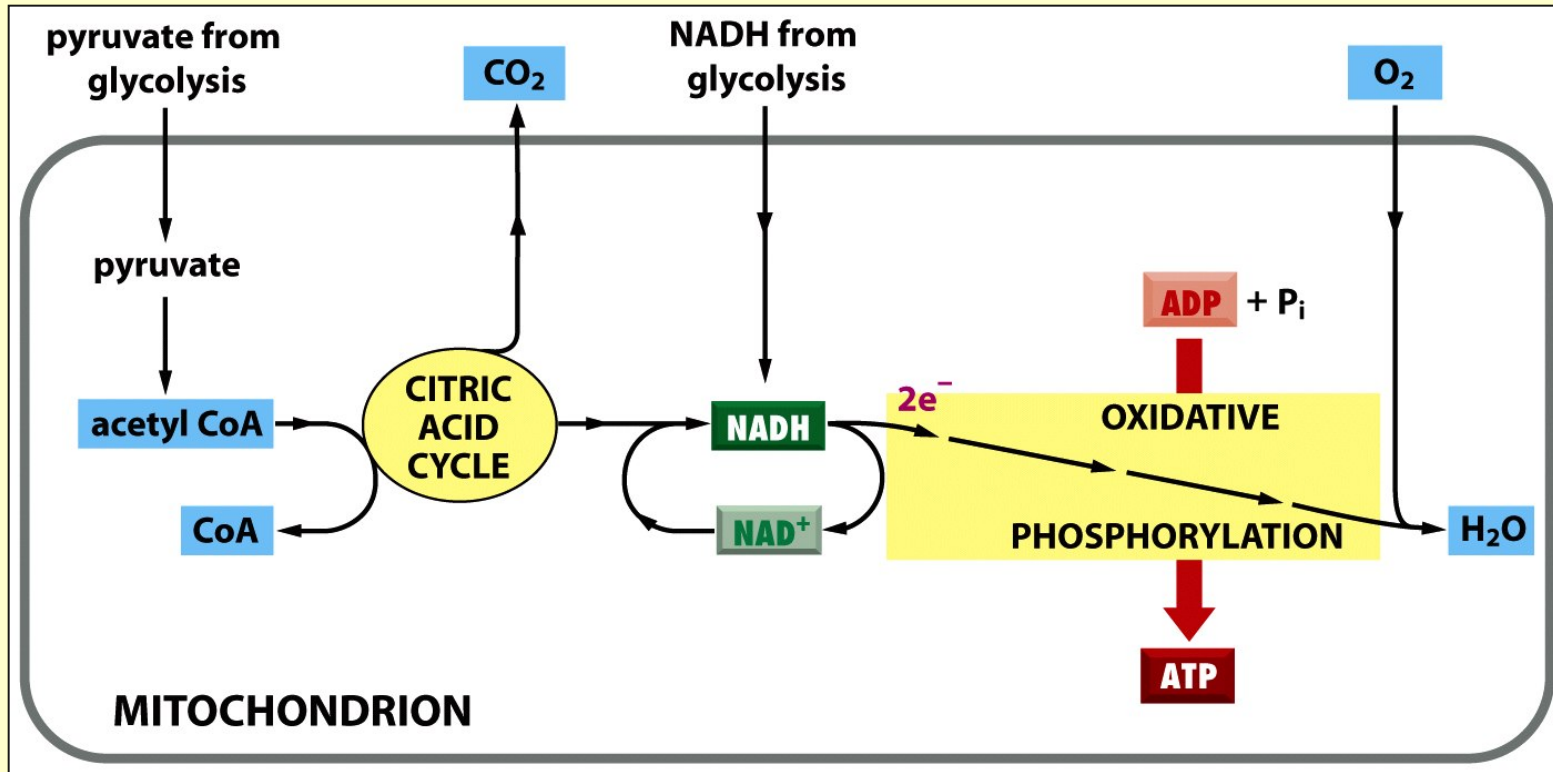 pyruvate from
glycolysis
CO₂
NADH from
glycolysis
O₂
pyruvate
ADP + Pᵢ
acetyl CoA
CITRIC
ACID
CYCLE
NADH
2e⁻
OXIDATIVE
CoA
NAD⁺
PHOSPHORYLATION
H₂O
ATP
MITOCHONDRION